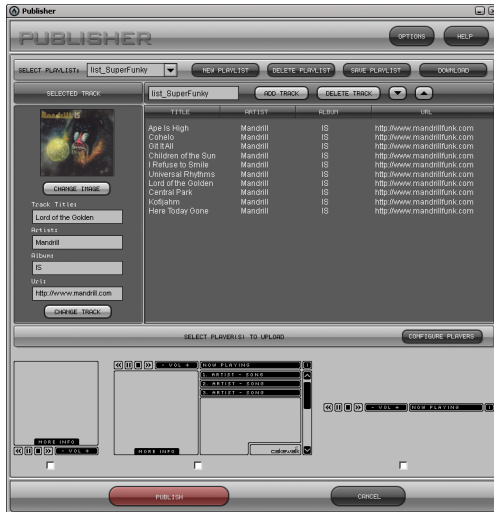 Publisher
PUBLISHER
OPTIONS
HELP
SELECT PLAYLIST:
list_SuperFunky
NEW PLAYLIST
DELETE PLAYLIST
SAVE PLAYLIST
DOWNLOAD
SELECTED TRACK
list_SuperFunky
ADD TRACK
DELETE TRACK
TITLE ARTIST ALBUM URL
Ape Is High Mandrill IS http://www.mandrillfunk.com
Cohelo Mandrill IS http://www.mandrillfunk.com
Git It All Mandrill IS http://www.mandrillfunk.com
Children of the Sun Mandrill IS http://www.mandrillfunk.com
I Refuse to Smile Mandrill IS http://www.mandrillfunk.com
Universal Rhythms Mandrill IS http://www.mandrillfunk.com
Lord of the Golden Mandrill IS http://www.mandrillfunk.com
Central Park Mandrill IS http://www.mandrillfunk.com
Kofijahm Mandrill IS http://www.mandrillfunk.com
Here Today Gone Mandrill IS http://www.mandrillfunk.com
Mandrill IS
CHANGE IMAGE
Track Title:
Lord of the Golden
Artist:
Mandrill
Album:
IS
Url:
http://www.mandrill.com
CHANGE TRACK
SELECT PLAYER(S) TO UPLOAD
CONFIGURE PLAYERS
MORE INFO
- VOL +
- VOL +
NOW PLAYING
1. ARTIST - SONG
2. ARTIST - SONG
3. ARTIST - SONG
MORE INFO
cakewalk
- VOL +
NOW PLAYING
PUBLISH
CANCEL